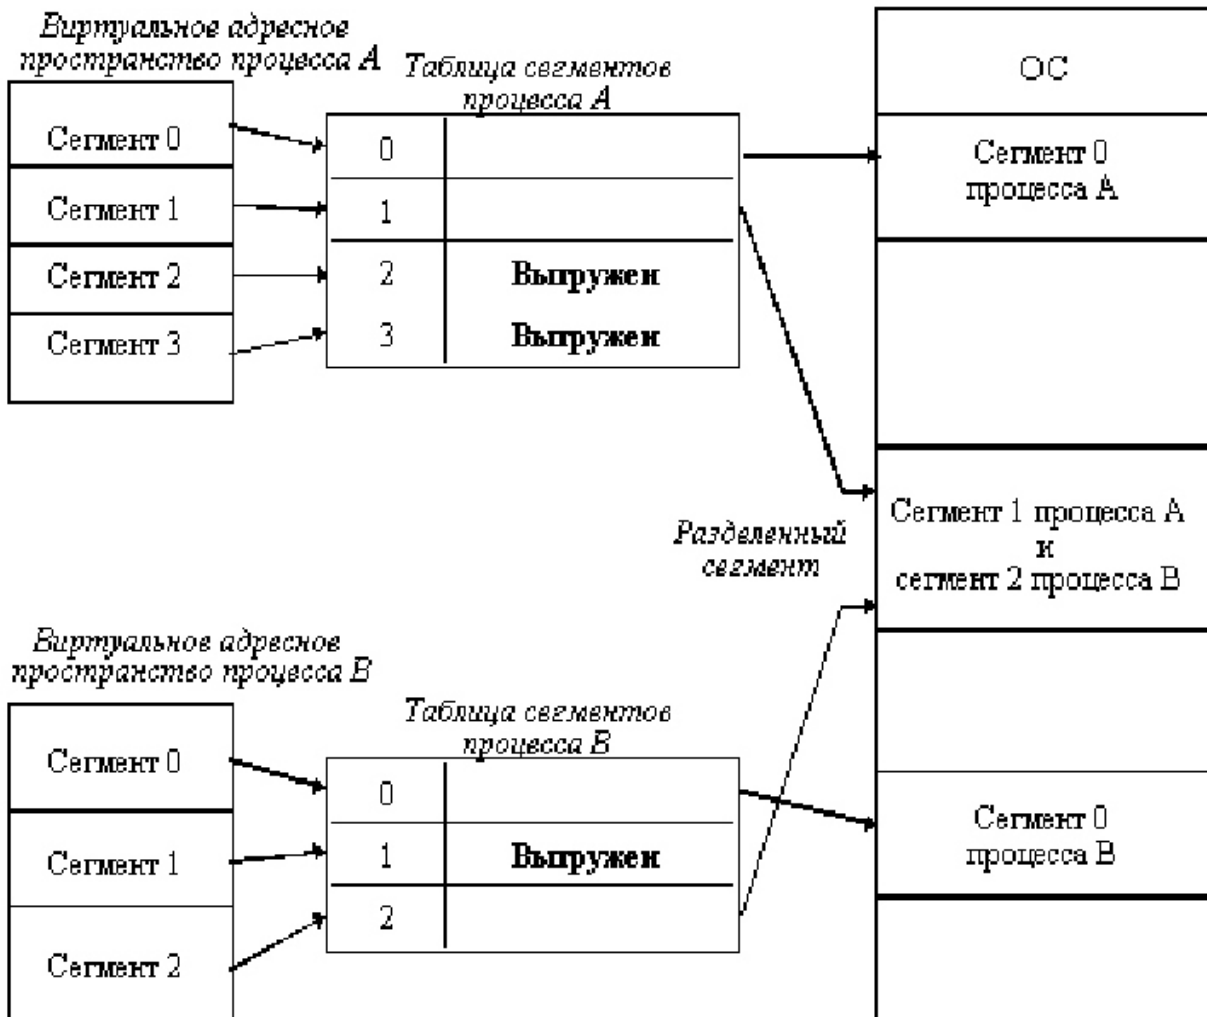 Виртуальное адресное
пространство процесса А
Сегмент 0
Сегмент 1
Сегмент 2
Сегмент 3
Таблица сегментов
процесса А
0
1
2 Выгружен
3 Выгружен
ОС
Сегмент 0
процесса А
Сегмент 1 процесса А
и
сегмент 2 процесса В
Разделенный
сегмент
Виртуальное адресное
пространство процесса В
Сегмент 0
Сегмент 1
Сегмент 2
Таблица сегментов
процесса В
0
1 Выгружен
2
Сегмент 0
процесса В